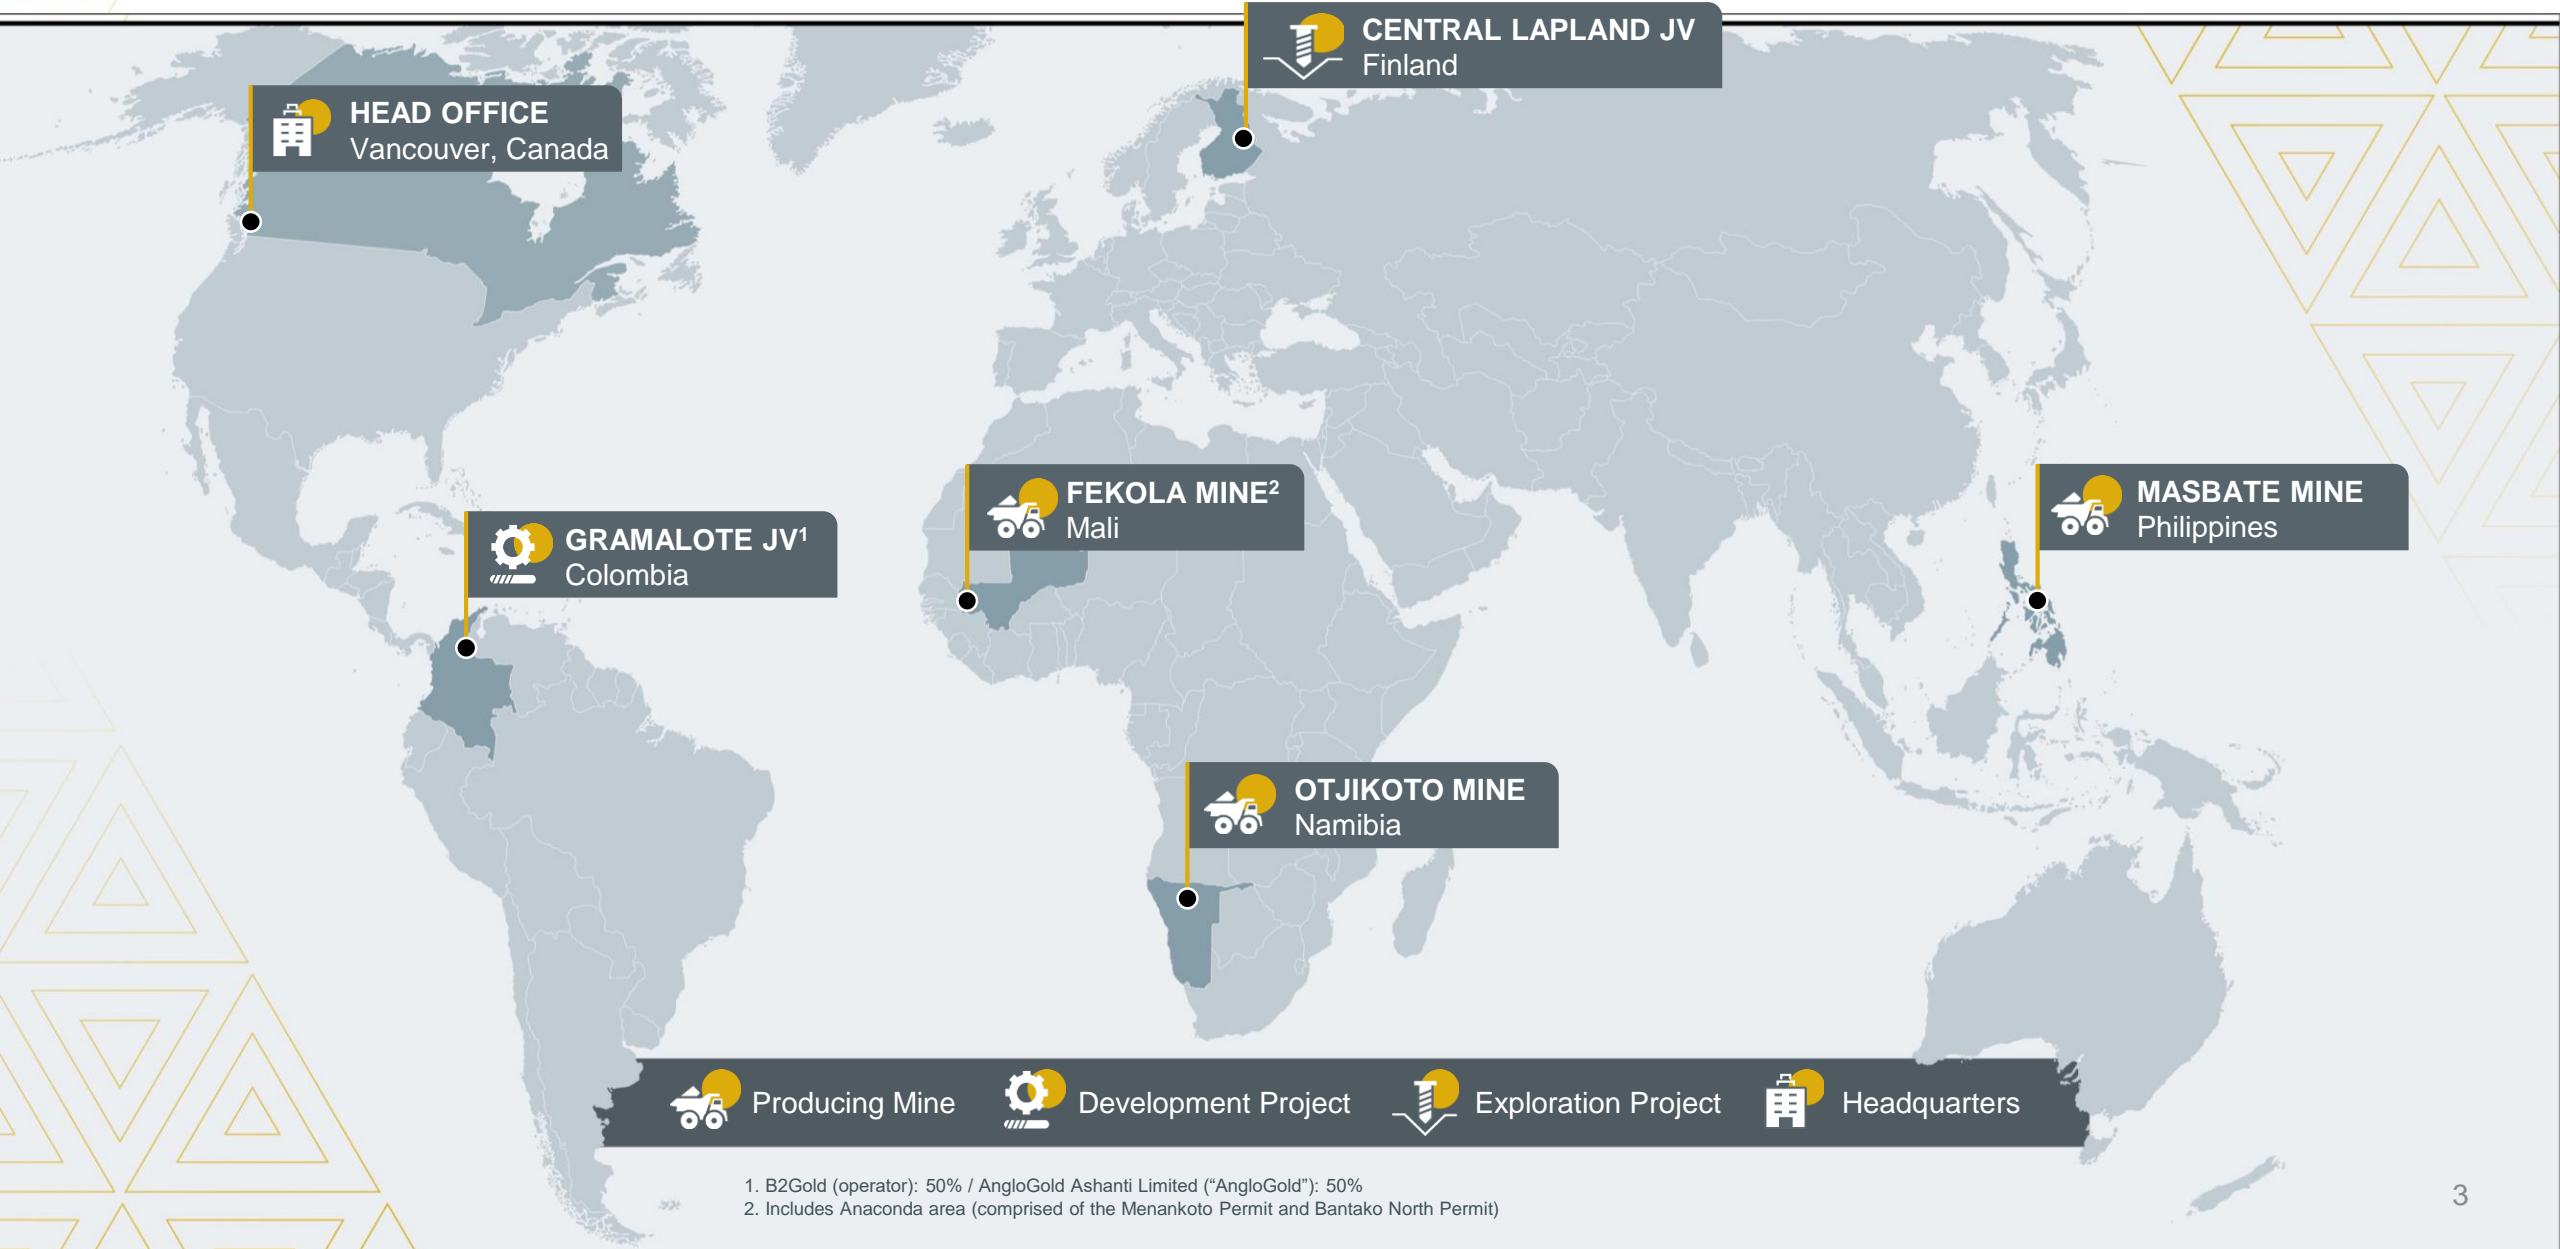 CENTRAL LAPLAND JV
Finland
HEAD OFFICE
Vancouver, Canada
FEKOLA MINE²
Mali
MASBATE MINE
Philippines
GRAMALOTE JV¹
Colombia
OTJIKOTO MINE
Namibia
Producing Mine
Development Project
Exploration Project
Headquarters
1. B2Gold (operator): 50% / AngloGold Ashanti Limited (“AngloGold”): 50%
2. Includes Anaconda area (comprised of the Menankoto Permit and Bantako North Permit)
3